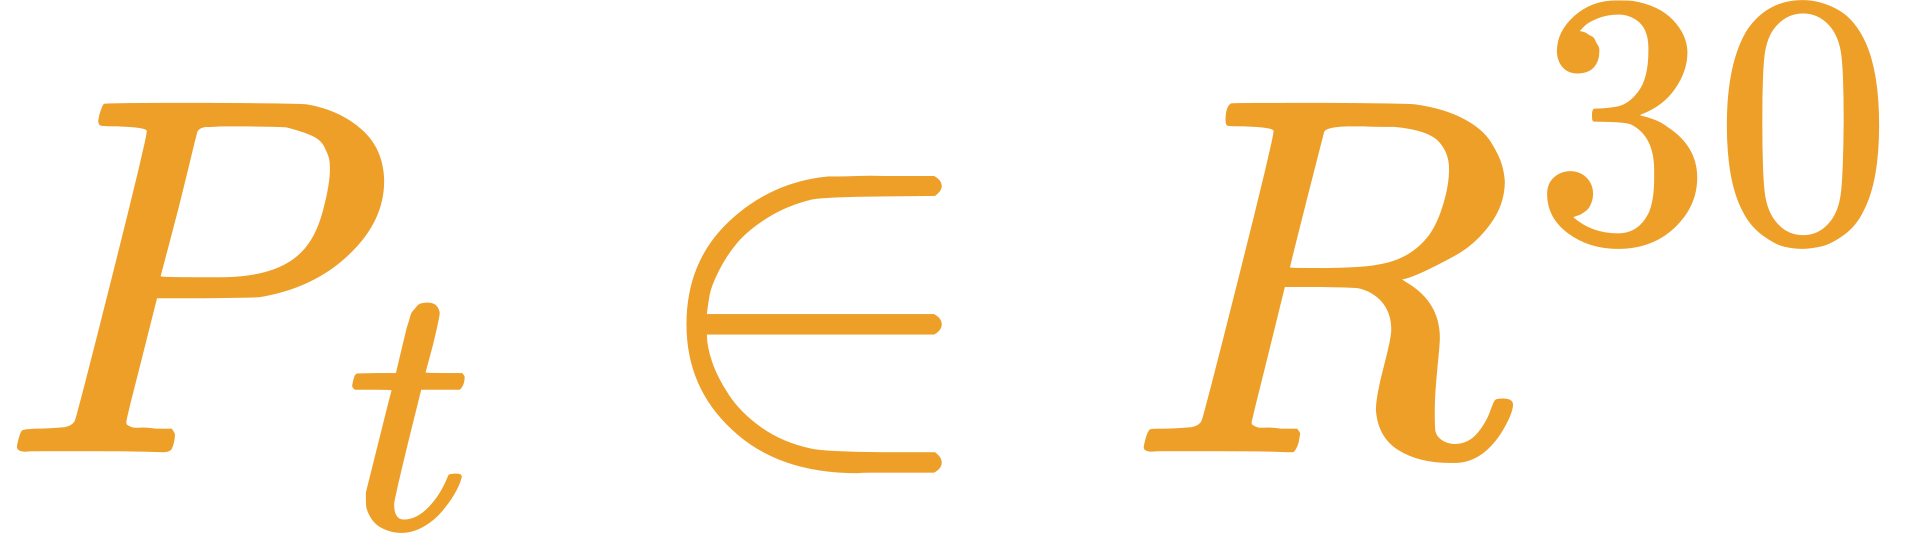 P_t ∈ R^{30}